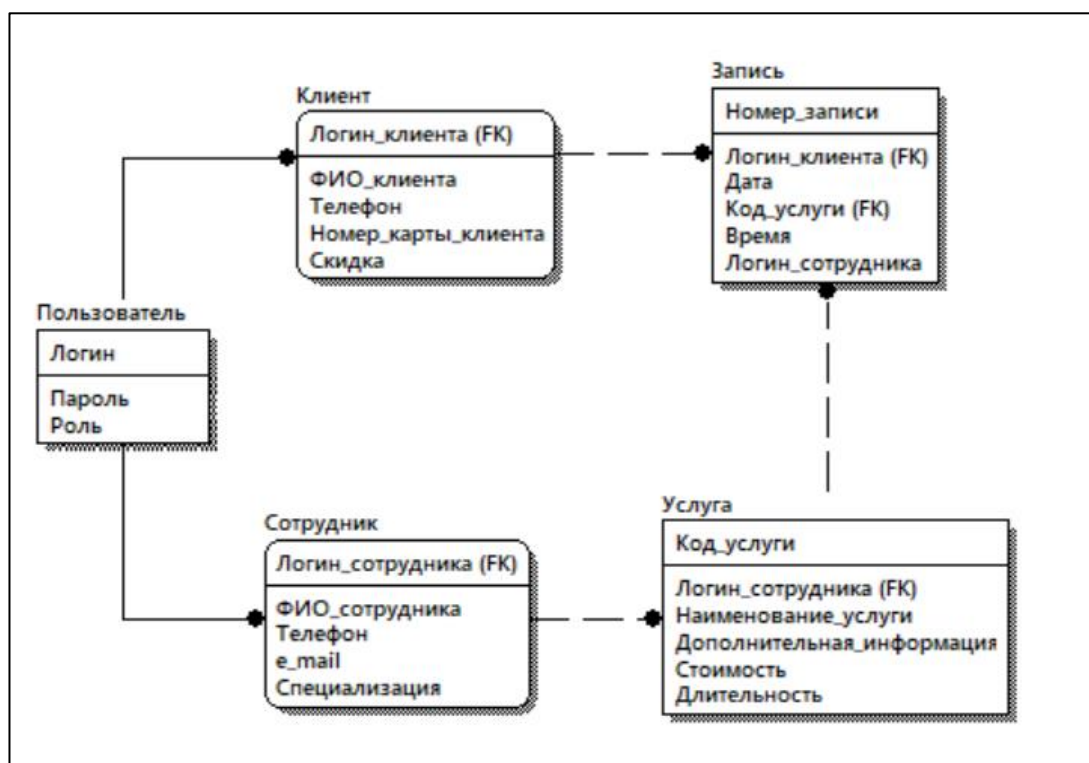 Клиент
Логин_клиента (FK)
ФИО_клиента
Телефон
Номер_карты_клиента
Скидка
Запись
Номер_записи
Логин_клиента (FK)
Дата
Код_услуги (FK)
Время
Логин_сотрудника
Пользователь
Логин
Пароль
Роль
Сотрудник
Логин_сотрудника (FK)
ФИО_сотрудника
Телефон
e_mail
Специализация
Услуга
Код_услуги
Логин_сотрудника (FK)
Наименование_услуги
Дополнительная_информация
Стоимость
Длительность